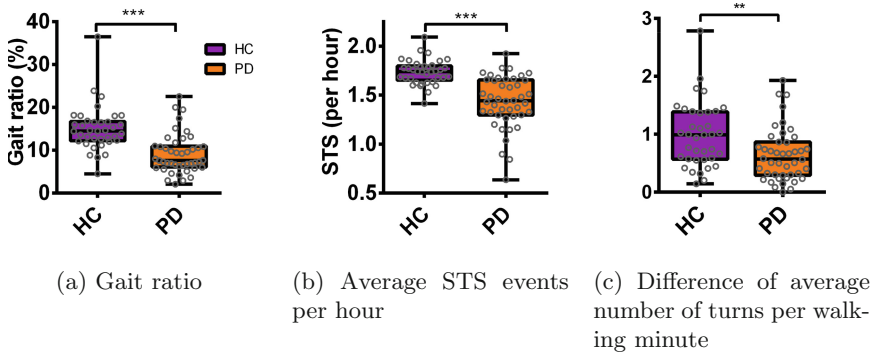 Gait ratio (%)
40
30
20
10
0
***
HC
PD
HC
PD
STS (per hour)
2.0
1.5
1.0
0.5
***
HC
PD
3
2
1
0
**
HC
PD
(a) Gait ratio
(b) Average STS events
per hour
(c) Difference of average
number of turns per walk-
ing minute